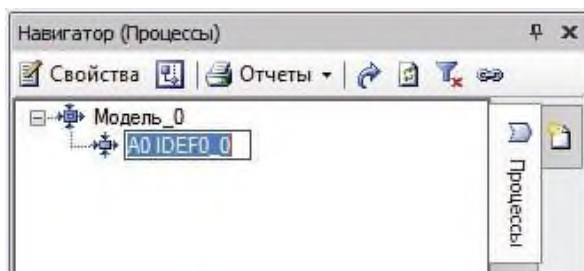 Навигатор (Процессы)
Свойства Отчеты
Модель_0
A0 IDEF0_0
Процессы